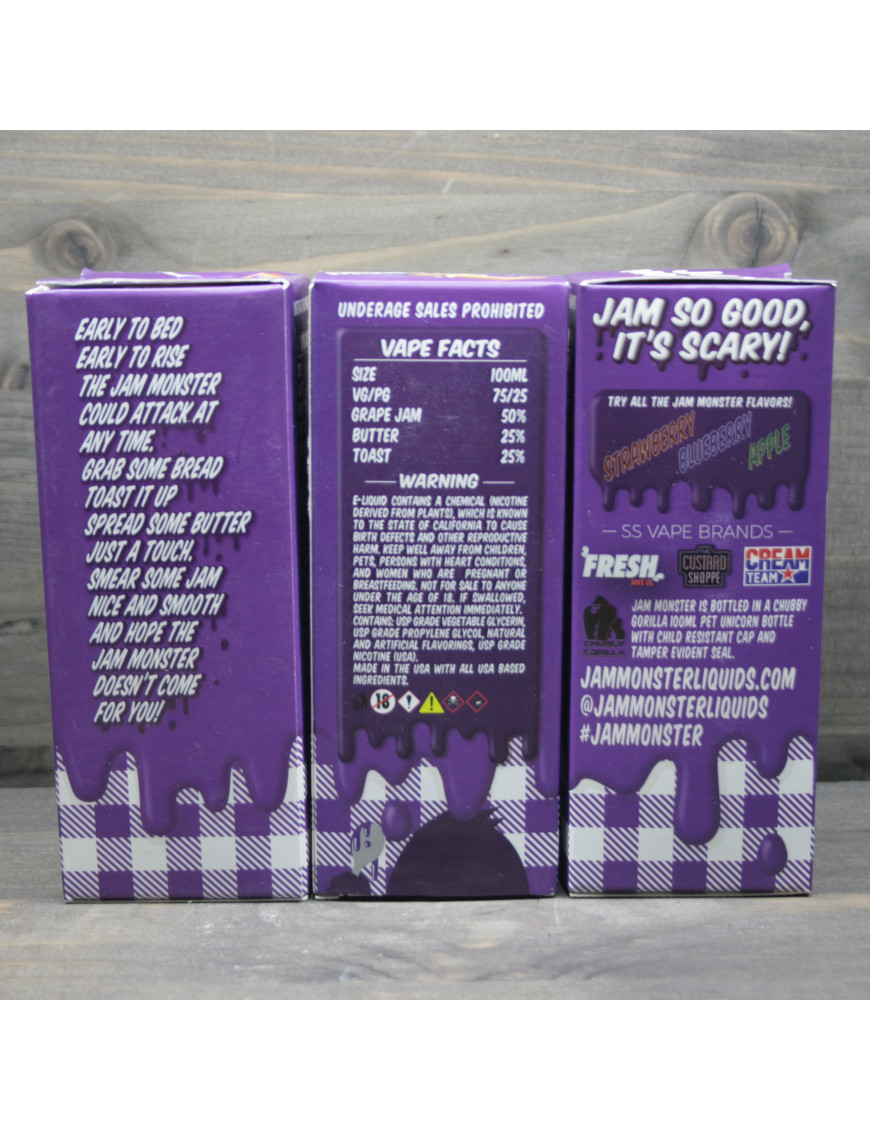 EARLY TO BED
EARLY TO RISE
THE JAM MONSTER
COULD ATTACK AT
ANY TIME.
GRAB SOME BREAD
TOAST IT UP
SPREAD SOME BUTTER
JUST A TOUCH.
SMEAR SOME JAM
NICE AND SMOOTH
AND HOPE THE
JAM MONSTER
DOESN'T COME
FOR YOU!
UNDERAGE SALES PROHIBITED
VAPE FACTS
SIZE 100ML
VG/PG 75/25
GRAPE JAM 50%
BUTTER 25%
TOAST 25%
WARNING
E-LIQUID CONTAINS A CHEMICAL (NICOTINE
DERIVED FROM PLANTS), WHICH IS KNOWN
TO THE STATE OF CALIFORNIA TO CAUSE
BIRTH DEFECTS AND OTHER REPRODUCTIVE
HARM. KEEP WELL AWAY FROM CHILDREN,
PETS, PERSONS WITH HEART CONDITIONS,
AND WOMEN WHO ARE PREGNANT OR
BREASTFEEDING. NOT FOR SALE TO ANYONE
UNDER THE AGE OF 18. IF SWALLOWED,
SEEK MEDICAL ATTENTION IMMEDIATELY.
CONTAINS: USP GRADE VEGETABLE GLYCERIN,
USP GRADE PROPYLENE GLYCOL, NATURAL
AND ARTIFICIAL FLAVORINGS, USP GRADE
NICOTINE (USA).
MADE IN THE USA WITH ALL USA BASED
INGREDIENTS.
18
JAM SO GOOD,
IT'S SCARY!
TRY ALL THE JAM MONSTER FLAVORS!
STRAWBERRY
BLUEBERRY
APPLE
— SS VAPE BRANDS —
'FRESH
JUICE CO.
THE
CUSTARD
SHOPPE
CREAM
TEAM
CHUBBY
GORILLA
JAM MONSTER IS BOTTLED IN A CHUBBY
GORILLA 100ML PET UNICORN BOTTLE
WITH CHILD RESISTANT CAP AND
TAMPER EVIDENT SEAL.
JAMMONSTERLIQUIDS.COM
@JAMMONSTERLIQUIDS
#JAMMONSTER